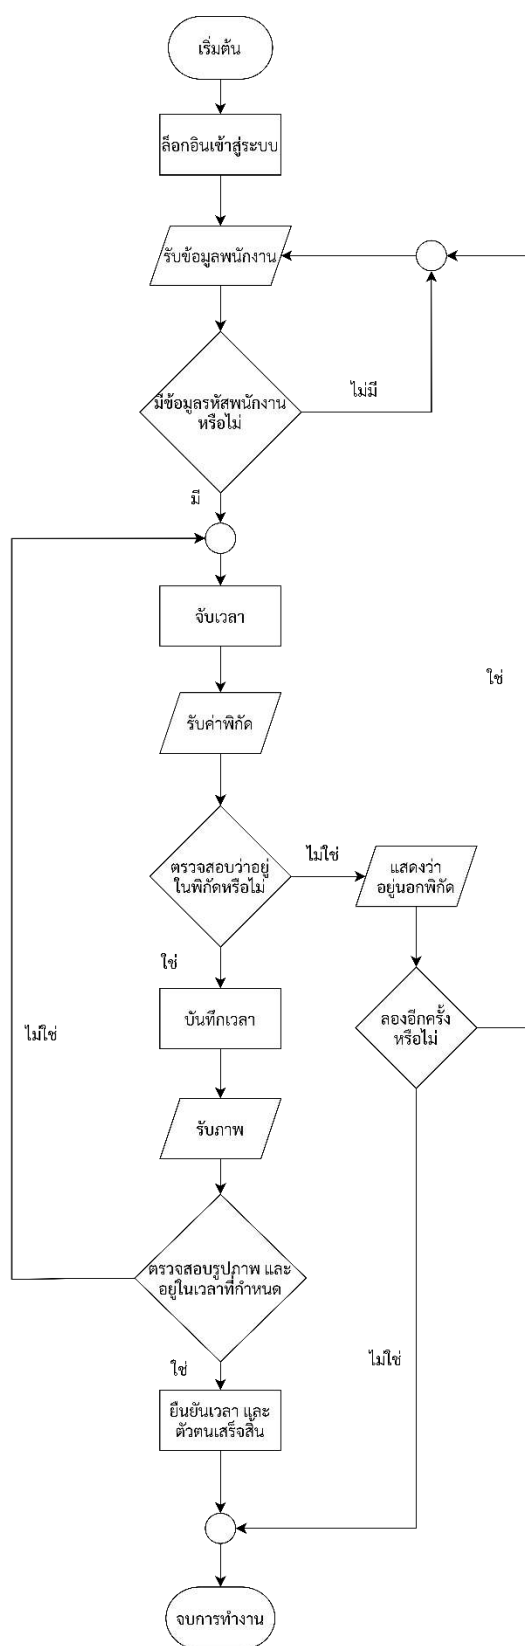 เริ่มต้น
ล็อกอินเข้าสู่ระบบ
รับข้อมูลพนักงาน
มีข้อมูลรหัสพนักงาน
หรือไม่
ไม่มี
มี
จับเวลา
ใช่
รับค่าพิกัด
ตรวจสอบว่าอยู่
ในพิกัดหรือไม่
ไม่ใช่
แสดงว่า
อยู่นอกพิกัด
ใช่
บันทึกเวลา
ลองอีกครั้ง
หรือไม่
ไม่ใช่
รับภาพ
ตรวจสอบรูปภาพ และ
อยู่ในเวลาที่กำหนด
ใช่
ไม่ใช่
ยืนยันเวลา และ
ตัวตนเสร็จสิ้น
จบการทำงาน